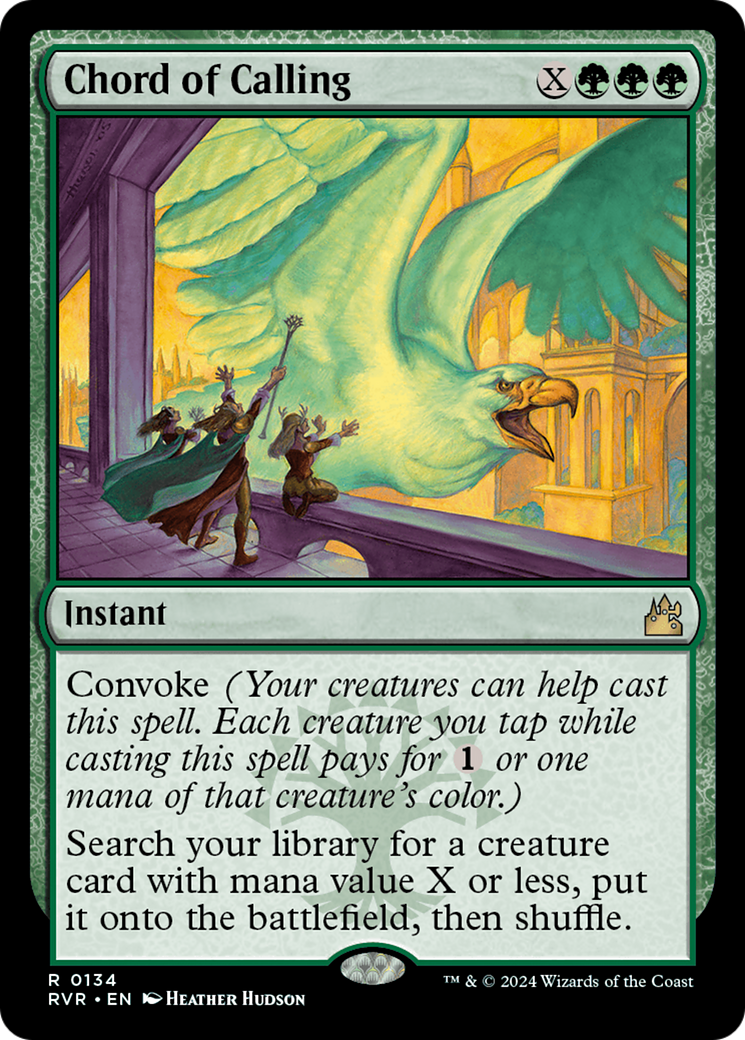 Chord of Calling X
Instant
Convoke (Your creatures can help cast
this spell. Each creature you tap while
casting this spell pays for 1 or one
mana of that creature's color.)
Search your library for a creature
card with mana value X or less, put
it onto the battlefield, then shuffle.
R 0134
™ & © 2024 Wizards of the Coast
RVR • EN Heather Hudson